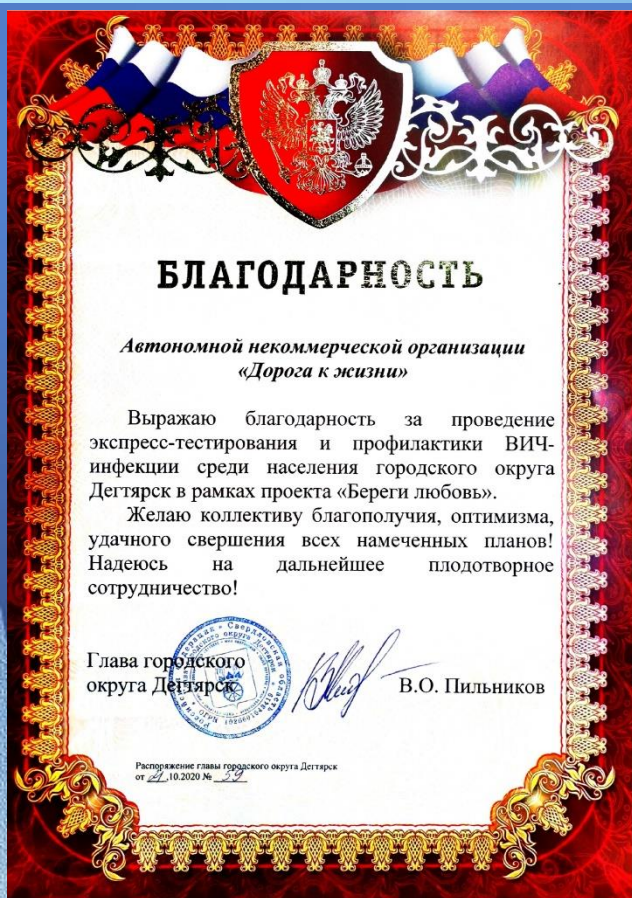 БЛАГОДАРНОСТЬ
Автономной некоммерческой организации
«Дорога к жизни»
Выражаю благодарность за проведение
экспресс-тестирования и профилактики ВИЧ-
инфекции среди населения городского округа
Дегтярск в рамках проекта «Береги любовь».
Желаю коллективу благополучия, оптимизма,
удачного свершения всех намеченных планов!
Надеюсь на дальнейшее плодотворное
сотрудничество!
Глава городского
округа Дегтярск
В.О. Пильников
Распоряжение главы городского округа Дегтярск
от 21.10.2020 № 59